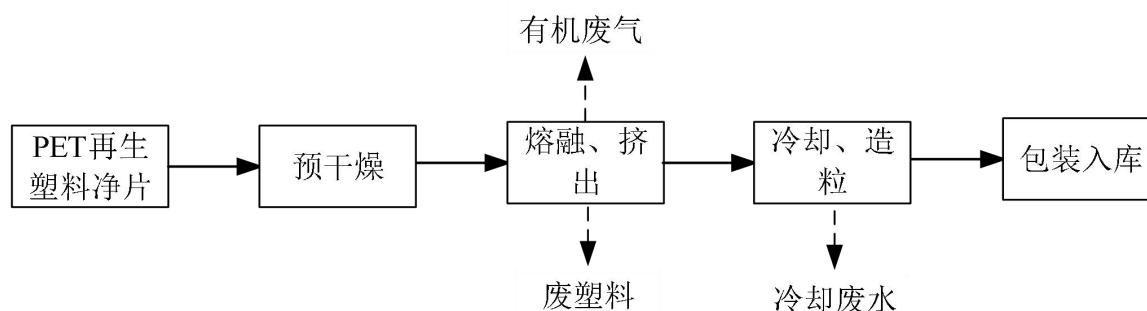 有机废气
PET再生
塑料净片
预干燥
熔融、挤
出
冷却、造
粒
包装入库
废塑料
冷却废水